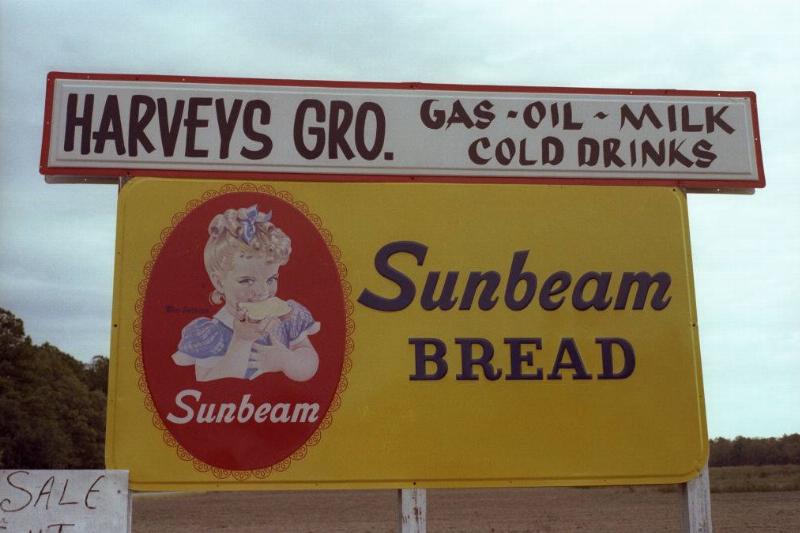 HARVEYS GRO.
GAS - OIL - MILK
COLD DRINKS
Sunbeam
BREAD
Sunbeam
SALE